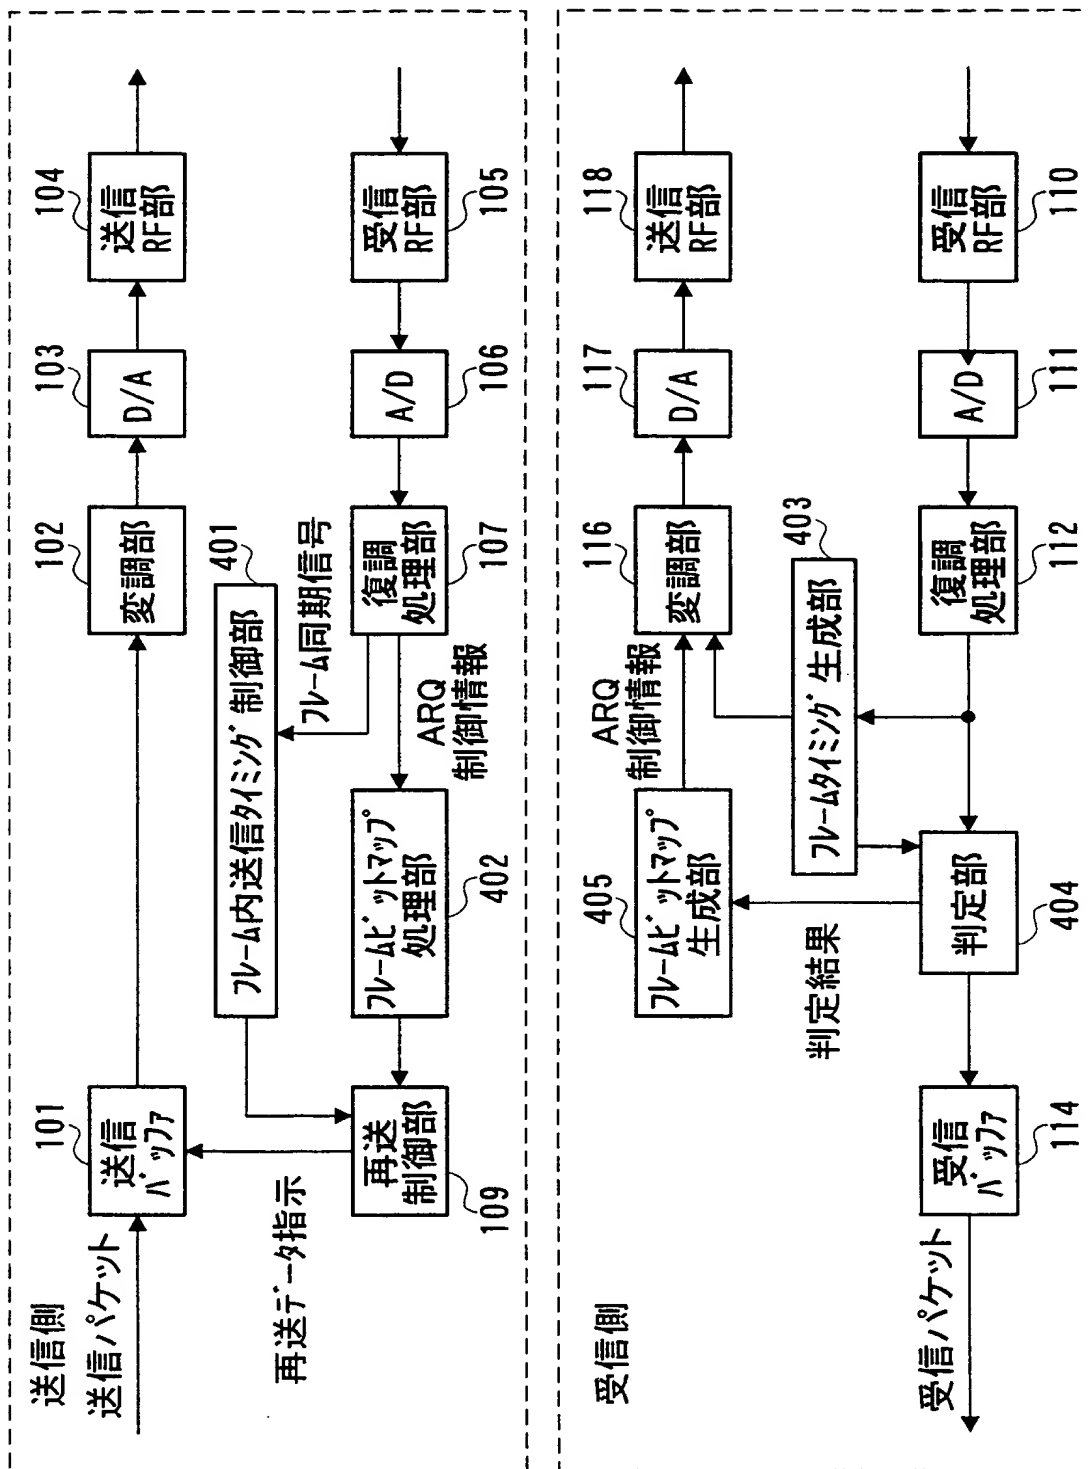 送信側
送信パケット
101
送信
バッファ
102
変調部
103
D/A
104
送信
RF部
401
フレーム内送信タイミング制御部
フレーム同期信号
再送データ指示
109
再送
制御部
402
フレームビットマップ
処理部
ARQ
制御情報
107
復調
処理部
106
A/D
105
受信
RF部
受信側
405
フレームビットマップ
生成部
ARQ
制御情報
116
変調部
117
D/A
118
送信
RF部
判定結果
403
フレームタイミング生成部
受信パケット
114
受信
バッファ
404
判定部
112
復調
処理部
111
A/D
110
受信
RF部